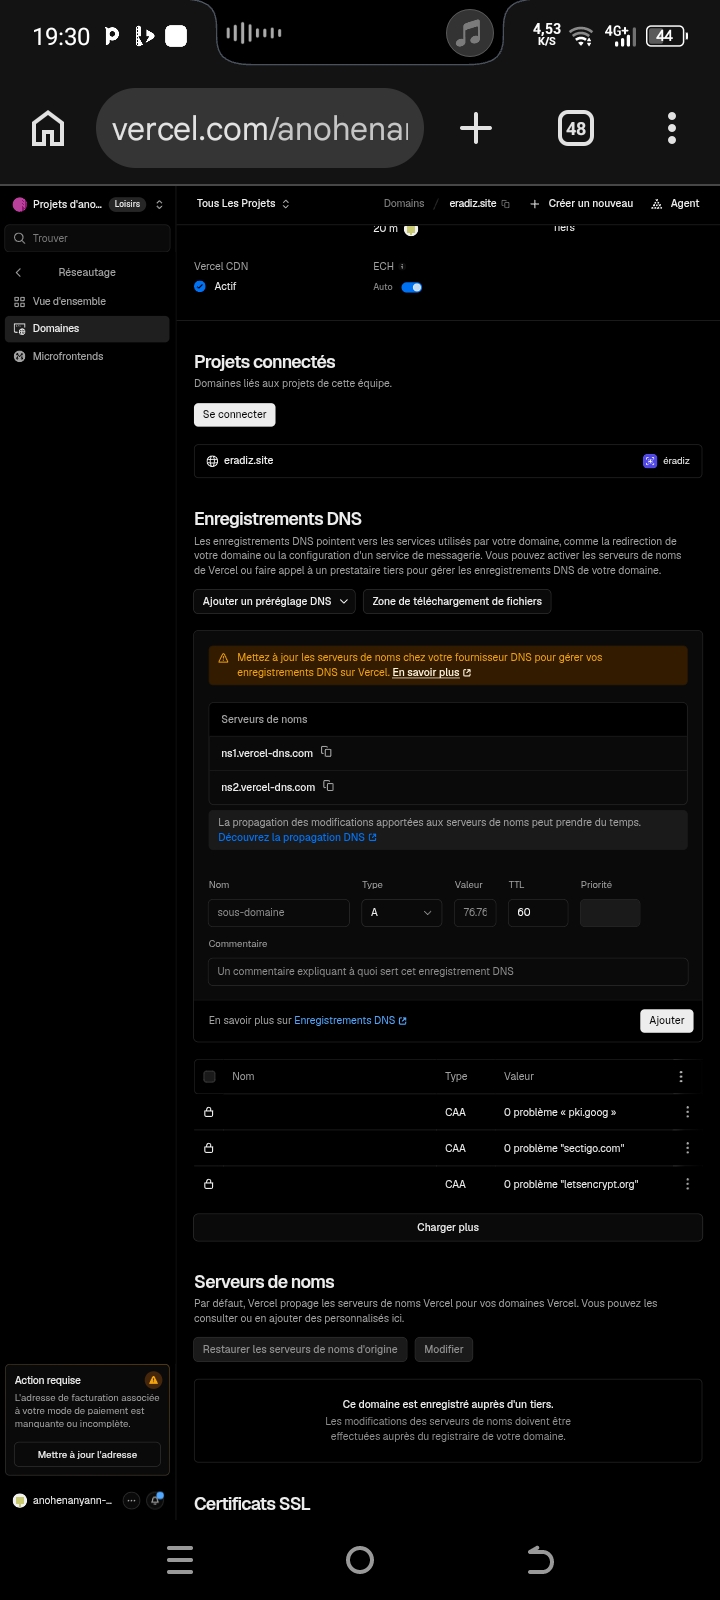 19:30
4,53
K/S
4G+
44
vercel.com/anohenar
48
Projets d'ano...
Loisirs
Tous Les Projets
Domains / eradiz.site
Créer un nouveau
Agent
Trouver
20 m
Tiers
Réseautage
Vue d'ensemble
Domaines
Microfrontends
Vercel CDN
ECH
Actif
Auto
Projets connectés
Domaines liés aux projets de cette équipe.
Se connecter
eradiz.site
éradiz
Enregistrements DNS
Les enregistrements DNS pointent vers les services utilisés par votre domaine, comme la redirection de
votre domaine ou la configuration d'un service de messagerie. Vous pouvez activer les serveurs de noms
de Vercel ou faire appel à un prestataire tiers pour gérer les enregistrements DNS de votre domaine.
Ajouter un préréglage DNS
Zone de téléchargement de fichiers
Mettez à jour les serveurs de noms chez votre fournisseur DNS pour gérer vos
enregistrements DNS sur Vercel. En savoir plus
Serveurs de noms
ns1.vercel-dns.com
ns2.vercel-dns.com
La propagation des modifications apportées aux serveurs de noms peut prendre du temps.
Découvrez la propagation DNS
Nom
Type
Valeur
TTL
Priorité
sous-domaine
A
76.76
60
Commentaire
Un commentaire expliquant à quoi sert cet enregistrement DNS
En savoir plus sur Enregistrements DNS
Ajouter
Nom
Type
Valeur
CAA
0 problème « pki.goog »
CAA
0 problème "sectigo.com"
CAA
0 problème "letsencrypt.org"
Charger plus
Serveurs de noms
Par défaut, Vercel propage les serveurs de noms Vercel pour vos domaines Vercel. Vous pouvez les
consulter ou en ajouter des personnalisés ici.
Restaurer les serveurs de noms d'origine
Modifier
Ce domaine est enregistré auprès d'un tiers.
Les modifications des serveurs de noms doivent être
effectuées auprès du registraire de votre domaine.
Action requise
L'adresse de facturation associée
à votre mode de paiement est
manquante ou incomplète.
Mettre à jour l'adresse
anohenanyann-...
Certificats SSL